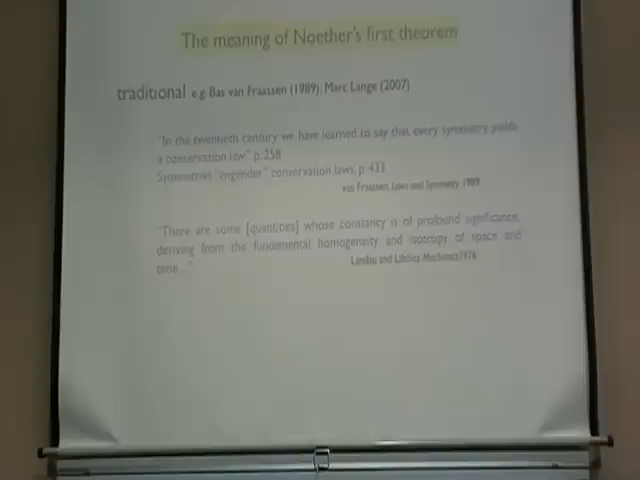 The meaning of Noether's first theorem
traditional e.g Bas van Fraassen (1989), Marc Lange (2007)
"In the twentieth century we have learned to say that every symmetry yields
a conservation law" p. 258
Symmetries "engender" conservation laws, p. 433
van Fraassen, Laws and Symmetry 1989
"There are some [quantities] whose constancy is of profound significance,
deriving from the fundamental homogeneity and isotropy of space and
time..."
Landau and Lifshitz Mechanics1976